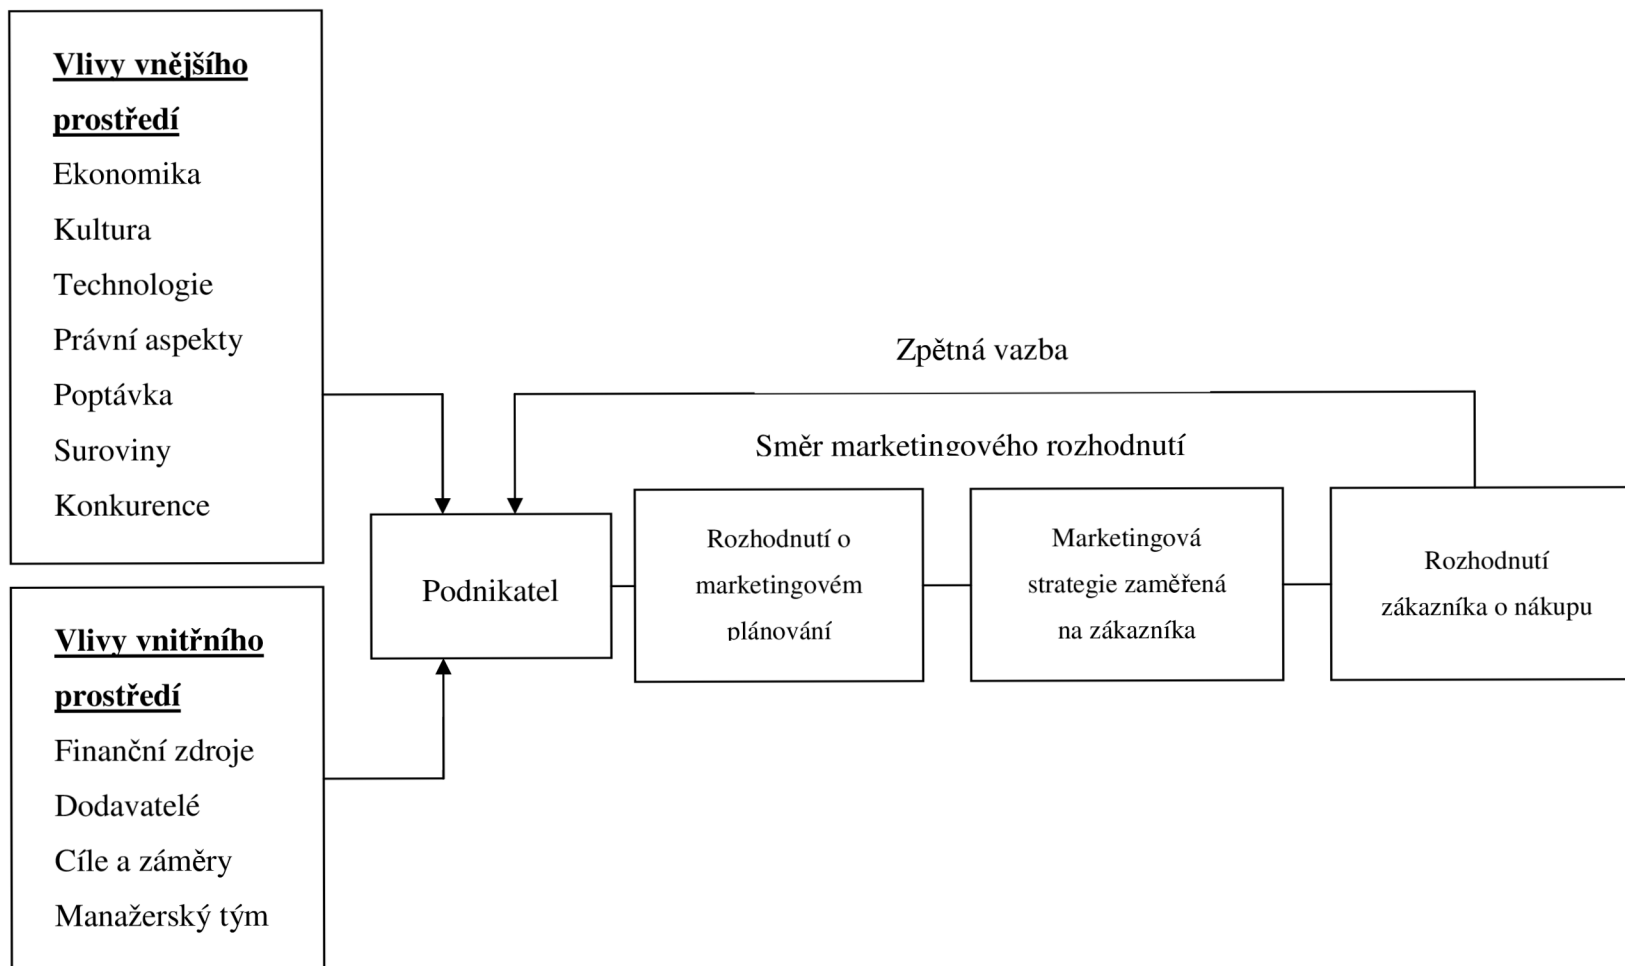 Vlivy vnějšího
prostředí
Ekonomika
Kultura
Technologie
Právní aspekty
Poptávka
Suroviny
Konkurence
Zpětná vazba
Směr marketingového rozhodnutí
Podnikatel
Rozhodnutí o
marketingovém
plánování
Marketingová
strategie zaměřená
na zákazníka
Rozhodnutí
zákazníka o nákupu
Vlivy vnitřního
prostředí
Finanční zdroje
Dodavatelé
Cíle a záměry
Manažerský tým